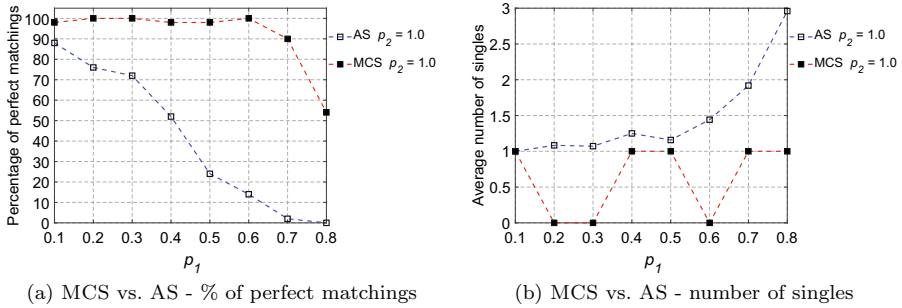 Percentage of perfect matchings
100
90
80
70
60
50
40
30
20
10
0
0.1 0.2 0.3 0.4 0.5 0.6 0.7 0.8
p1
AS p2 = 1.0
MCS p2 = 1.0
(a) MCS vs. AS - % of perfect matchings
Average number of singles
3
2.5
2
1.5
1
0.5
0
0.1 0.2 0.3 0.4 0.5 0.6 0.7 0.8
p1
AS p2 = 1.0
MCS p2 = 1.0
(b) MCS vs. AS - number of singles